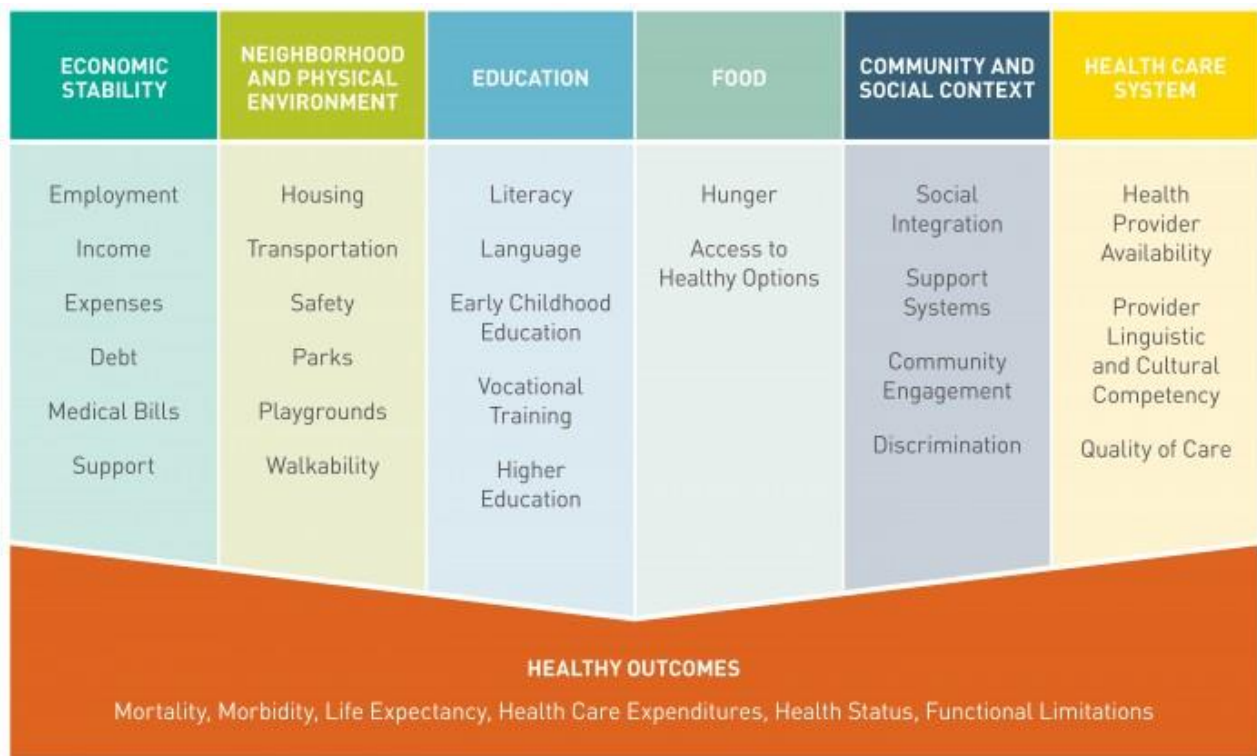 ECONOMIC
STABILITY
NEIGHBORHOOD
AND PHYSICAL
ENVIRONMENT
EDUCATION
FOOD
COMMUNITY AND
SOCIAL CONTEXT
HEALTH CARE
SYSTEM
Employment
Income
Expenses
Debt
Medical Bills
Support
Housing
Transportation
Safety
Parks
Playgrounds
Walkability
Literacy
Language
Early Childhood
Education
Vocational
Training
Higher
Education
Hunger
Access to
Healthy Options
Social
Integration
Support
Systems
Community
Engagement
Discrimination
Health
Provider
Availability
Provider
Linguistic
and Cultural
Competency
Quality of Care
HEALTHY OUTCOMES
Mortality, Morbidity, Life Expectancy, Health Care Expenditures, Health Status, Functional Limitations